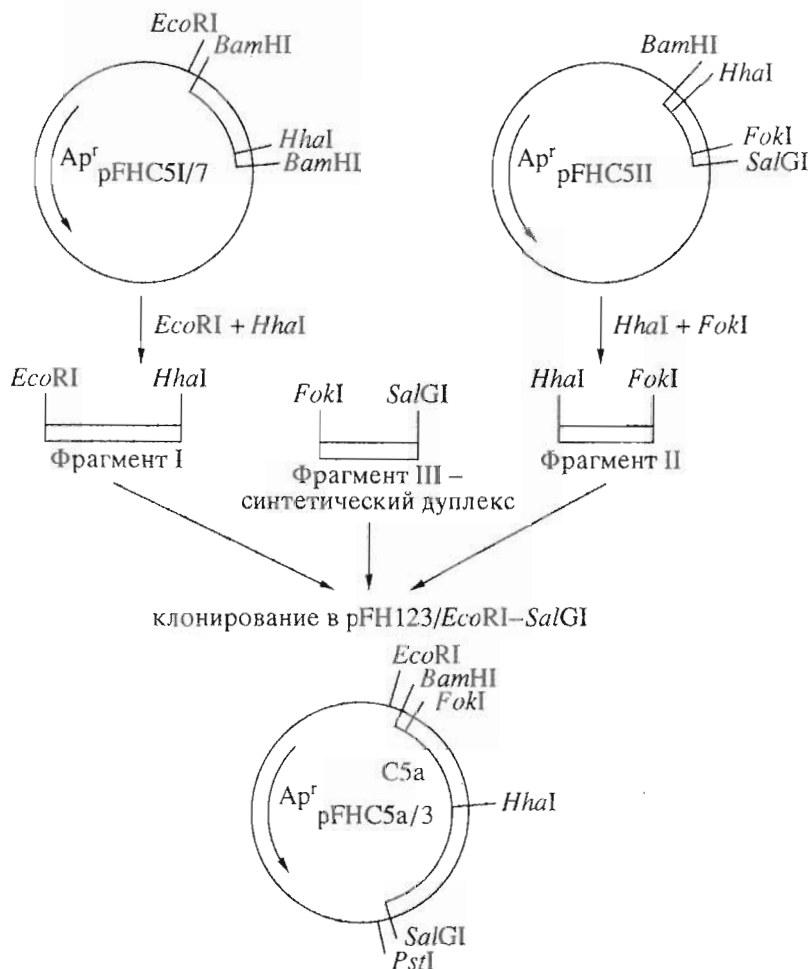 EcoRI
BamHI
HhaI
BamHI
Apʳ
pFHC5I/7
BamHI
HhaI
FokI
SalGI
Apʳ
pFHC5II
EcoRI + HhaI
HhaI + FokI
EcoRI HhaI
Фрагмент I
FokI SalGI
Фрагмент III –
синтетический дуплекс
HhaI FokI
Фрагмент II
клонирование в pFH123/EcoRI–SalGI
EcoRI
BamHI
FokI
C5a
HhaI
Apʳ
pFHC5a/3
SalGI
PstI